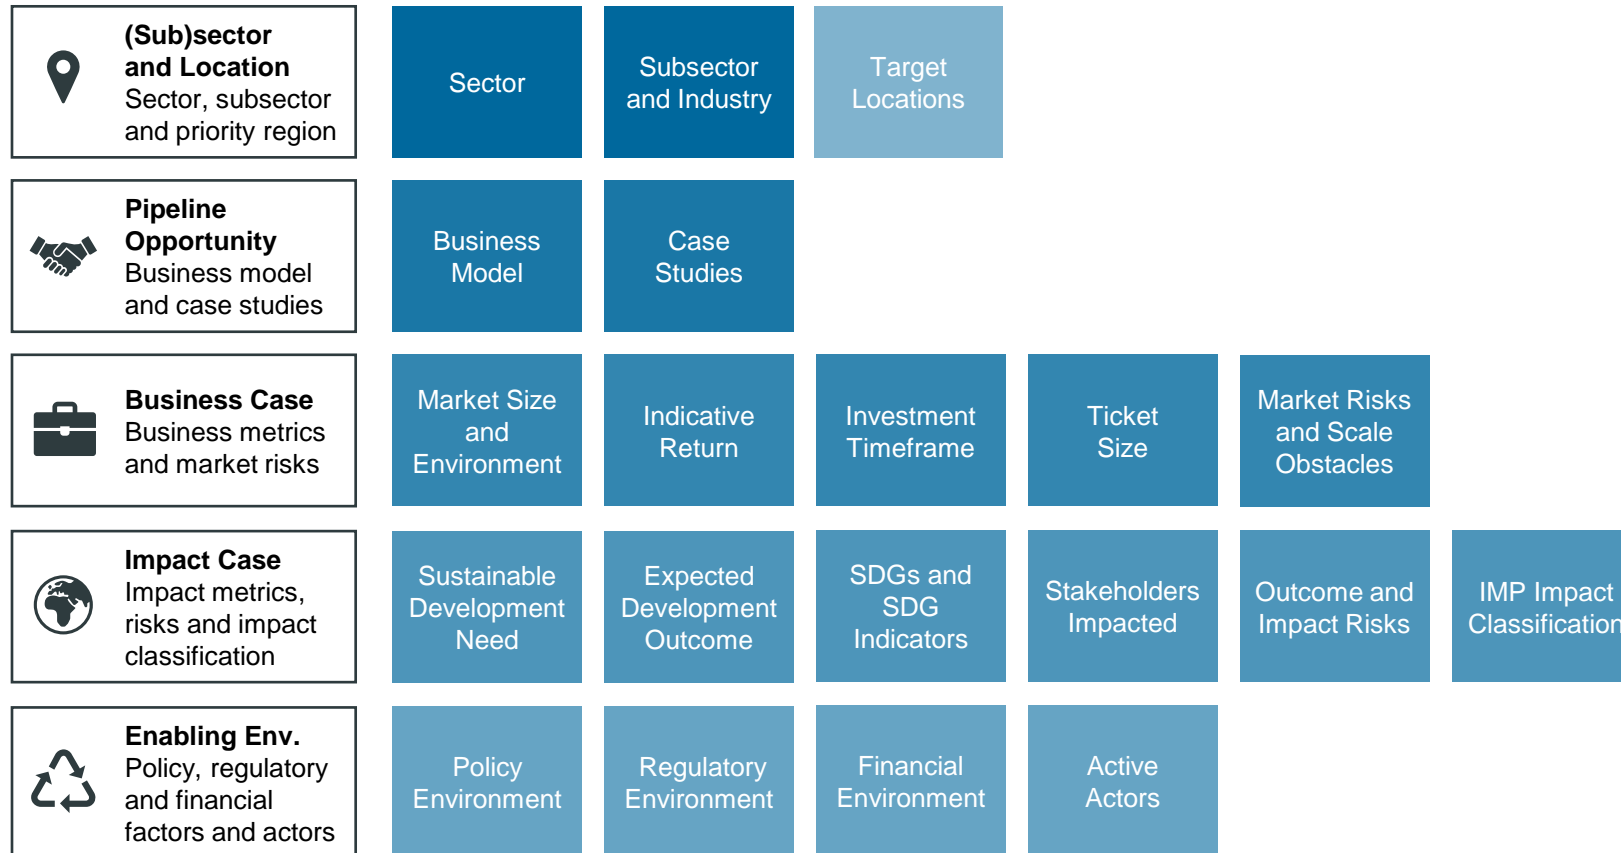 (Sub)sector
and Location
Sector, subsector
and priority region
Sector
Subsector
and Industry
Target
Locations
Pipeline
Opportunity
Business model
and case studies
Business
Model
Case
Studies
Business Case
Business metrics
and market risks
Market Size
and
Environment
Indicative
Return
Investment
Timeframe
Ticket
Size
Market Risks
and Scale
Obstacles
Impact Case
Impact metrics,
risks and impact
classification
Sustainable
Development
Need
Expected
Development
Outcome
SDGs and
SDG
Indicators
Stakeholders
Impacted
Outcome and
Impact Risks
IMP Impact
Classification
Enabling Env.
Policy, regulatory
and financial
factors and actors
Policy
Environment
Regulatory
Environment
Financial
Environment
Active
Actors